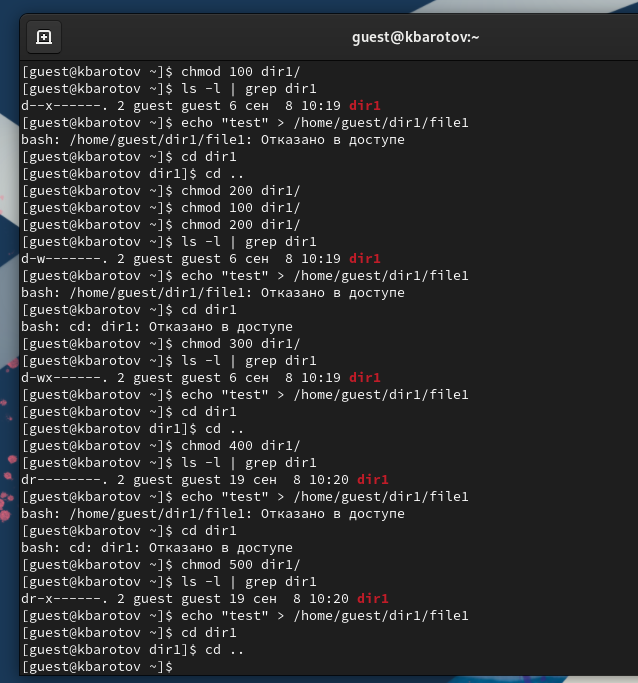 guest@kbarotov:~
[guest@kbarotov ~]$ chmod 100 dir1/
[guest@kbarotov ~]$ ls -l | grep dir1
d--x------. 2 guest guest 6 сен  8 10:19 dir1
[guest@kbarotov ~]$ echo "test" > /home/guest/dir1/file1
bash: /home/guest/dir1/file1: Отказано в доступе
[guest@kbarotov ~]$ cd dir1
[guest@kbarotov dir1]$ cd ..
[guest@kbarotov ~]$ chmod 200 dir1/
[guest@kbarotov ~]$ chmod 100 dir1/
[guest@kbarotov ~]$ chmod 200 dir1/
[guest@kbarotov ~]$ ls -l | grep dir1
d-w-------. 2 guest guest 6 сен  8 10:19 dir1
[guest@kbarotov ~]$ echo "test" > /home/guest/dir1/file1
bash: /home/guest/dir1/file1: Отказано в доступе
[guest@kbarotov ~]$ cd dir1
bash: cd: dir1: Отказано в доступе
[guest@kbarotov ~]$ chmod 300 dir1/
[guest@kbarotov ~]$ ls -l | grep dir1
d-wx------. 2 guest guest 6 сен  8 10:19 dir1
[guest@kbarotov ~]$ echo "test" > /home/guest/dir1/file1
[guest@kbarotov ~]$ cd dir1
[guest@kbarotov dir1]$ cd ..
[guest@kbarotov ~]$ chmod 400 dir1/
[guest@kbarotov ~]$ ls -l | grep dir1
dr--------. 2 guest guest 19 сен  8 10:20 dir1
[guest@kbarotov ~]$ echo "test" > /home/guest/dir1/file1
bash: /home/guest/dir1/file1: Отказано в доступе
[guest@kbarotov ~]$ cd dir1
bash: cd: dir1: Отказано в доступе
[guest@kbarotov ~]$ chmod 500 dir1/
[guest@kbarotov ~]$ ls -l | grep dir1
dr-x------. 2 guest guest 19 сен  8 10:20 dir1
[guest@kbarotov ~]$ echo "test" > /home/guest/dir1/file1
[guest@kbarotov ~]$ cd dir1
[guest@kbarotov dir1]$ cd ..
[guest@kbarotov ~]$